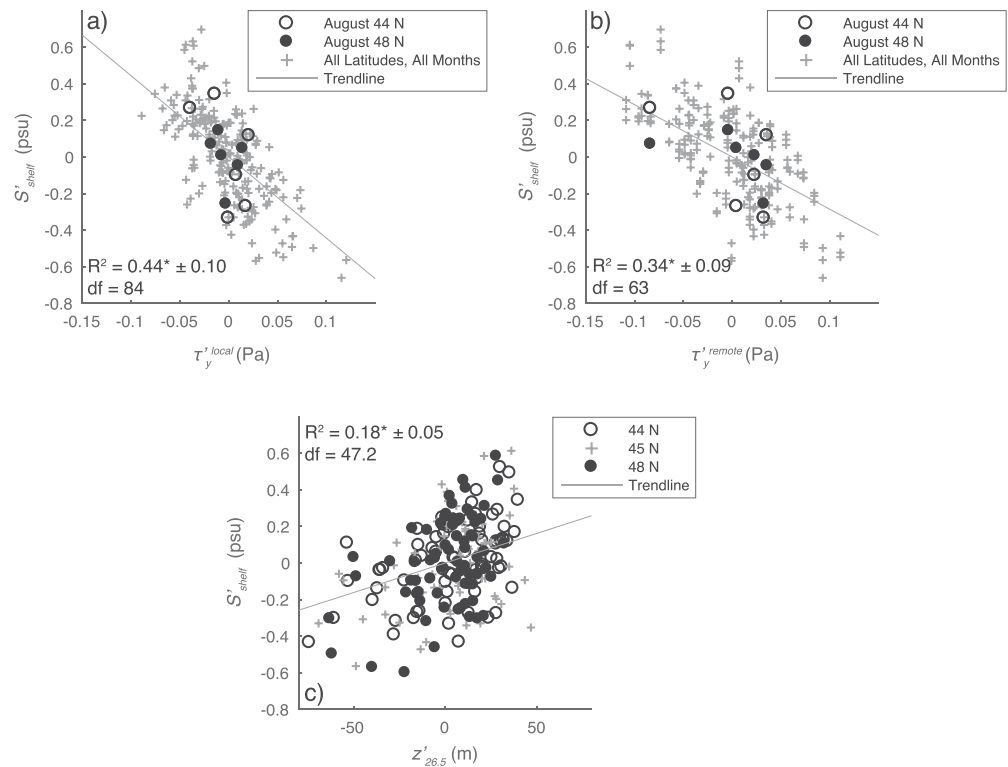 a)
August 44 N
August 48 N
All Latitudes, All Months
Trendline
0.6
0.4
0.2
0
-0.2
-0.4
-0.6
-0.8
S'shelf (psu)
R² = 0.44* ± 0.10
df = 84
-0.15 -0.1 -0.05 0 0.05 0.1
τ'y local (Pa)
b)
August 44 N
August 48 N
All Latitudes, All Months
Trendline
0.6
0.4
0.2
0
-0.2
-0.4
-0.6
-0.8
S'shelf (psu)
R² = 0.34* ± 0.09
df = 63
-0.15 -0.1 -0.05 0 0.05 0.1
τ'y remote (Pa)
R² = 0.18* ± 0.05
df = 47.2
44 N
45 N
48 N
Trendline
0.6
0.4
0.2
0
-0.2
-0.4
-0.6
-0.8
S'shelf (psu)
c)
-50 0 50
z'26.5 (m)